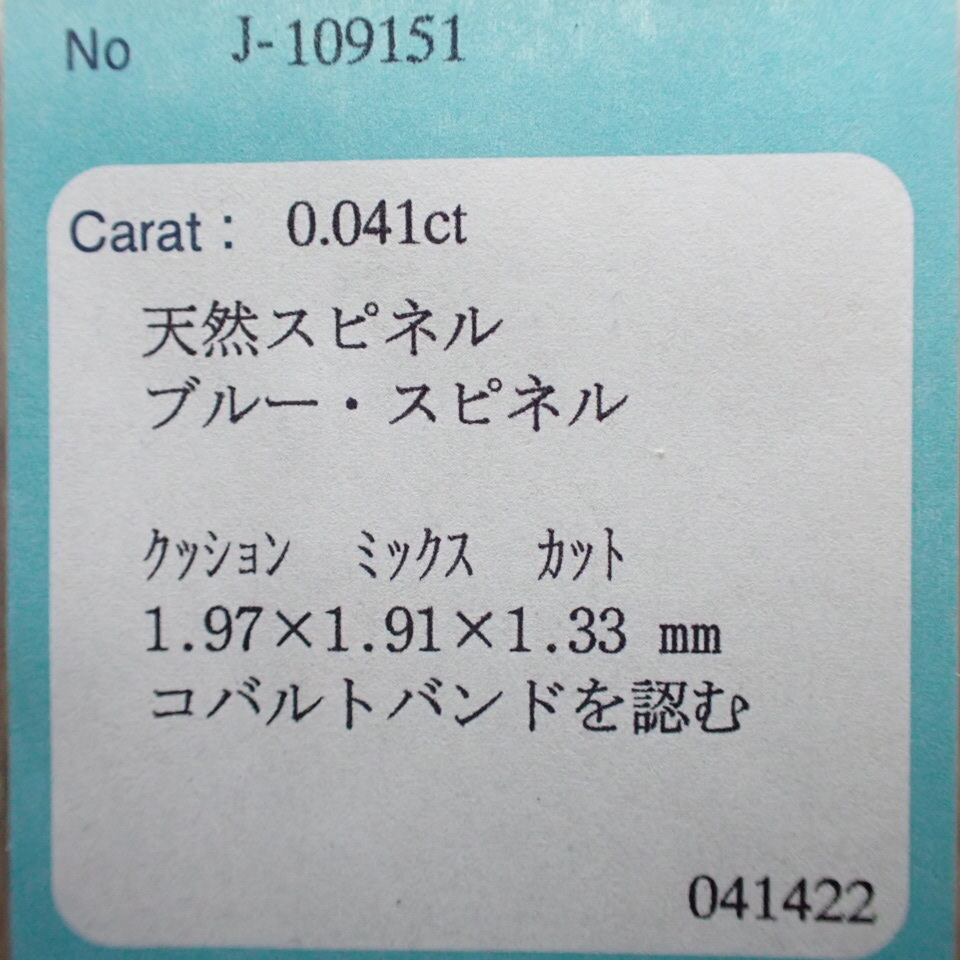 No J-109151
Carat : 0.041ct
天然スピネル
ブルー・スピネル
ｸｯｼｮﾝ ﾐｯｸｽ ｶｯﾄ
1.97×1.91×1.33 mm
コバルトバンドを認む
041422